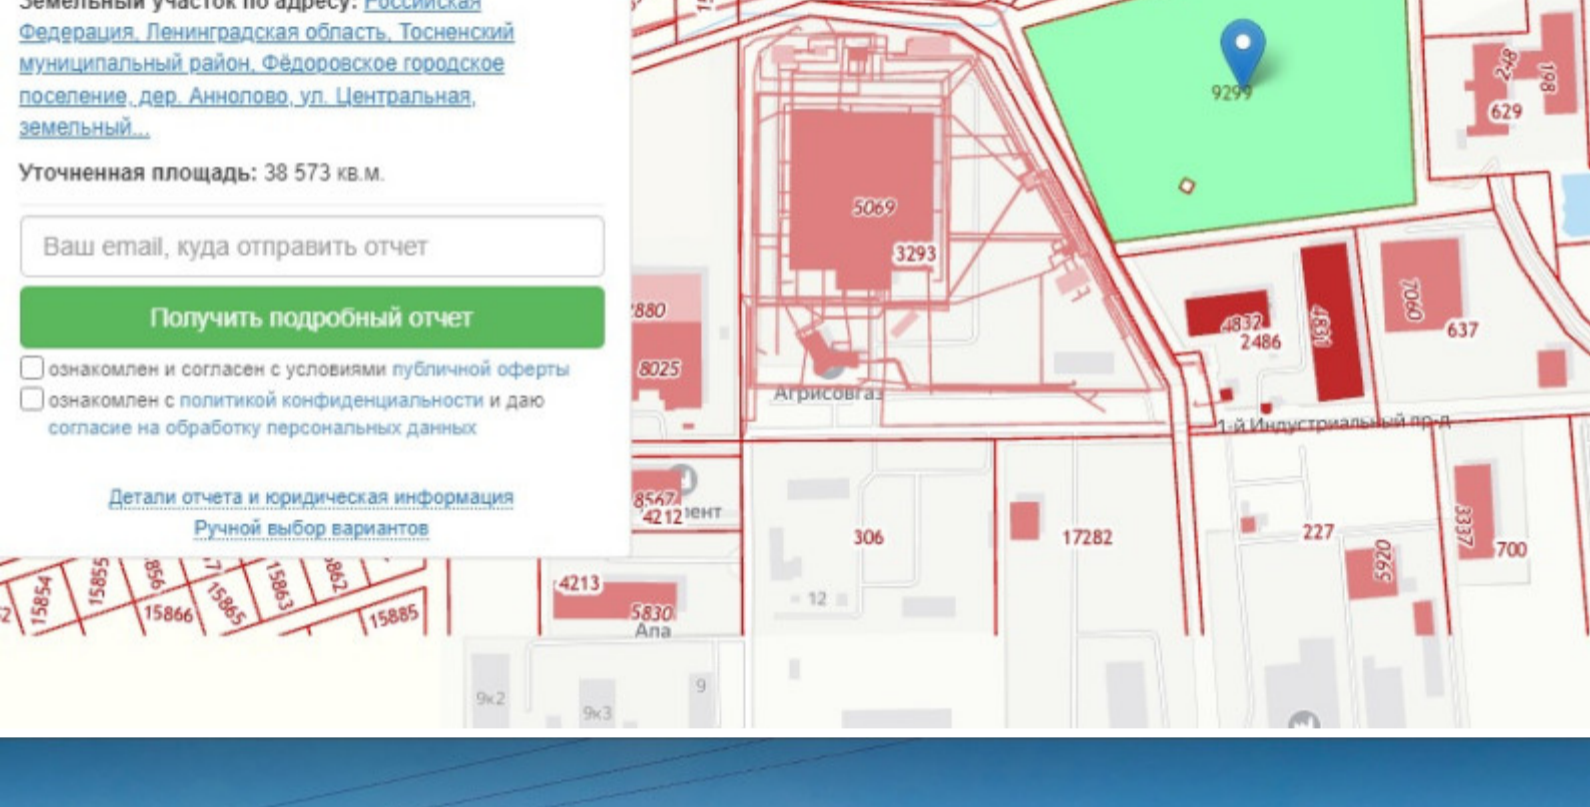 Земельный участок по адресу: Российская
Федерация, Ленинградская область, Тосненский
муниципальный район, Фёдоровское городское
поселение, дер. Аннолово, ул. Центральная,
земельный...
Уточненная площадь: 38 573 кв.м.
Ваш email, куда отправить отчет
Получить подробный отчет
ознакомлен и согласен с условиями публичной оферты
ознакомлен с политикой конфиденциальности и даю
согласие на обработку персональных данных
Детали отчета и юридическая информация
Ручной выбор вариантов
9299
248
198
629
5069
3293
880
8025
4832
2486
4831
7060
637
Агрисовгаз
1-й Индустриальный пр-д
8567
4212
306
17282
227
5920
3337
700
15854
15855
856
15866
15865
15863
862
15885
4213
5830
12
9к2
9к3
9